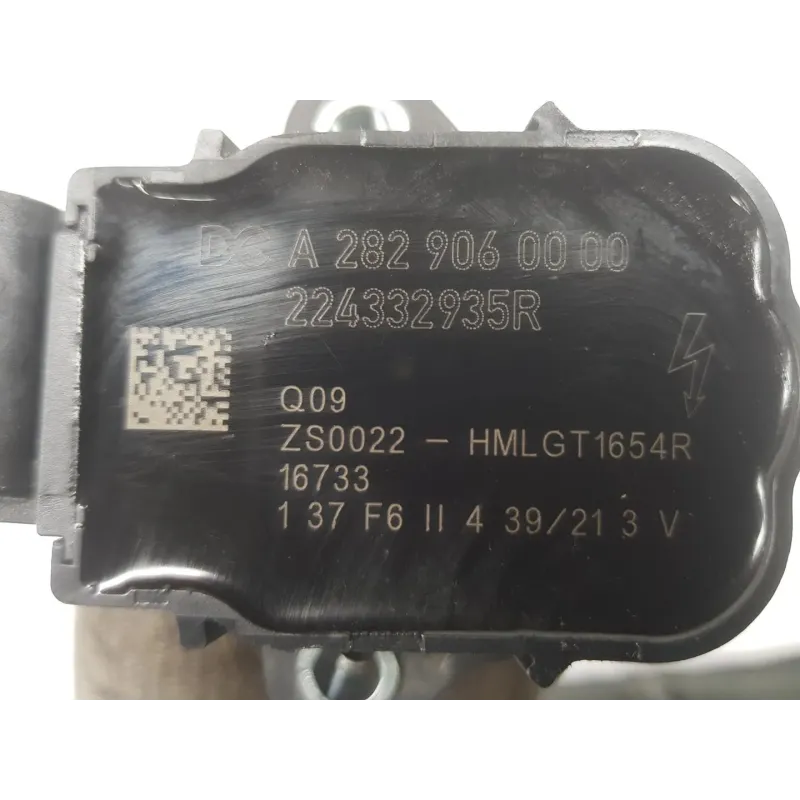 DC A 282 906 00 00
224332935R
Q09
ZS0022 - HMLGT1654R
16733
1 37 F6 II 4 39/21 3 V